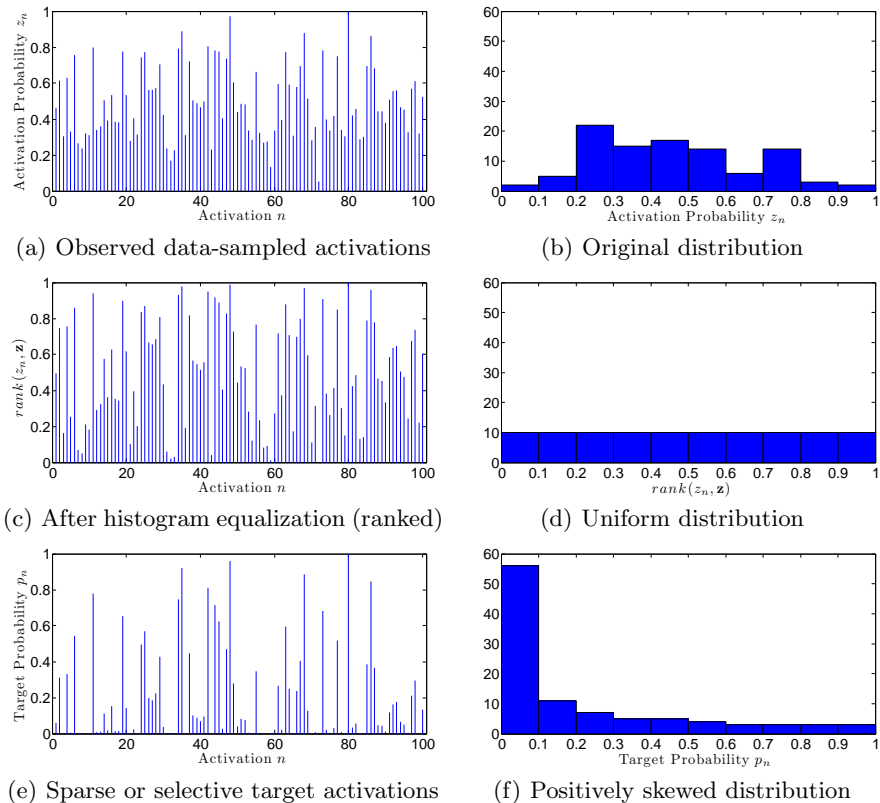 1
0.8
0.6
0.4
0.2
0
0 20 40 60 80 100
Activation Probability z_n
Activation n
(a) Observed data-sampled activations
60
50
40
30
20
10
0
0 0.1 0.2 0.3 0.4 0.5 0.6 0.7 0.8 0.9 1
Activation Probability z_n
(b) Original distribution
1
0.8
0.6
0.4
0.2
0
0 20 40 60 80 100
rank(z_n, z)
Activation n
(c) After histogram equalization (ranked)
60
50
40
30
20
10
0
0 0.1 0.2 0.3 0.4 0.5 0.6 0.7 0.8 0.9 1
rank(z_n, z)
(d) Uniform distribution
1
0.8
0.6
0.4
0.2
0
0 20 40 60 80 100
Target Probability p_n
Activation n
(e) Sparse or selective target activations
60
50
40
30
20
10
0
0 0.1 0.2 0.3 0.4 0.5 0.6 0.7 0.8 0.9 1
Target Probability p_n
(f) Positively skewed distribution